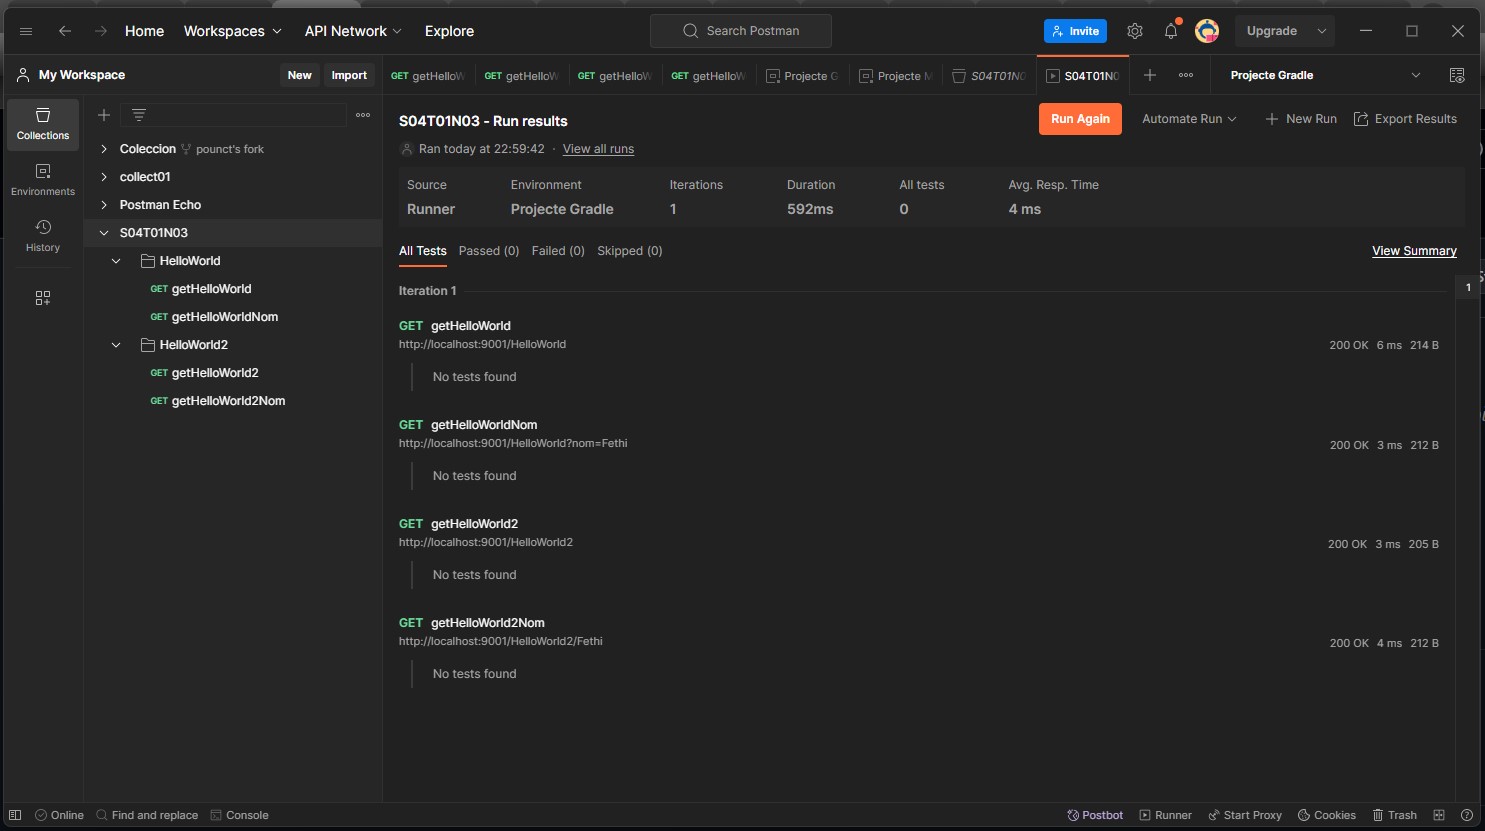 Home Workspaces API Network Explore Search Postman Invite Upgrade
My Workspace New Import GET getHelloW GET getHelloW GET getHelloW GET getHelloW Projecte G Projecte M S04T01N0 S04T01N0 Projecte Gradle
Collections
Environments
History
Coleccion pounct's fork
collect01
Postman Echo
S04T01N03
HelloWorld
GET getHelloWorld
GET getHelloWorldNom
HelloWorld2
GET getHelloWorld2
GET getHelloWorld2Nom
S04T01N03 - Run results Run Again Automate Run New Run Export Results
Ran today at 22:59:42 · View all runs
Source Environment Iterations Duration All tests Avg. Resp. Time
Runner Projecte Gradle 1 592ms 0 4 ms
All Tests Passed (0) Failed (0) Skipped (0) View Summary
Iteration 1 1
GET getHelloWorld
http://localhost:9001/HelloWorld 200 OK 6 ms 214 B
No tests found
GET getHelloWorldNom
http://localhost:9001/HelloWorld?nom=Fethi 200 OK 3 ms 212 B
No tests found
GET getHelloWorld2
http://localhost:9001/HelloWorld2 200 OK 3 ms 205 B
No tests found
GET getHelloWorld2Nom
http://localhost:9001/HelloWorld2/Fethi 200 OK 4 ms 212 B
No tests found
Online Find and replace Console Postbot Runner Start Proxy Cookies Trash